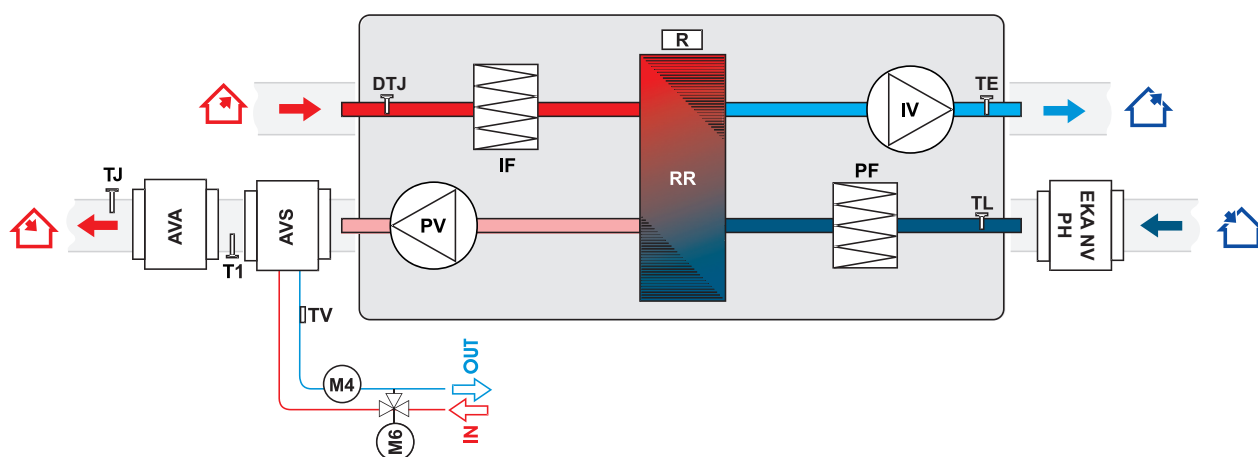 R
DTJ
TE
IV
IF
TJ
RR
PF
AVA
AVS
PV
TL
EKA NV
PH
T1
TV
OUT
M4
IN
M6